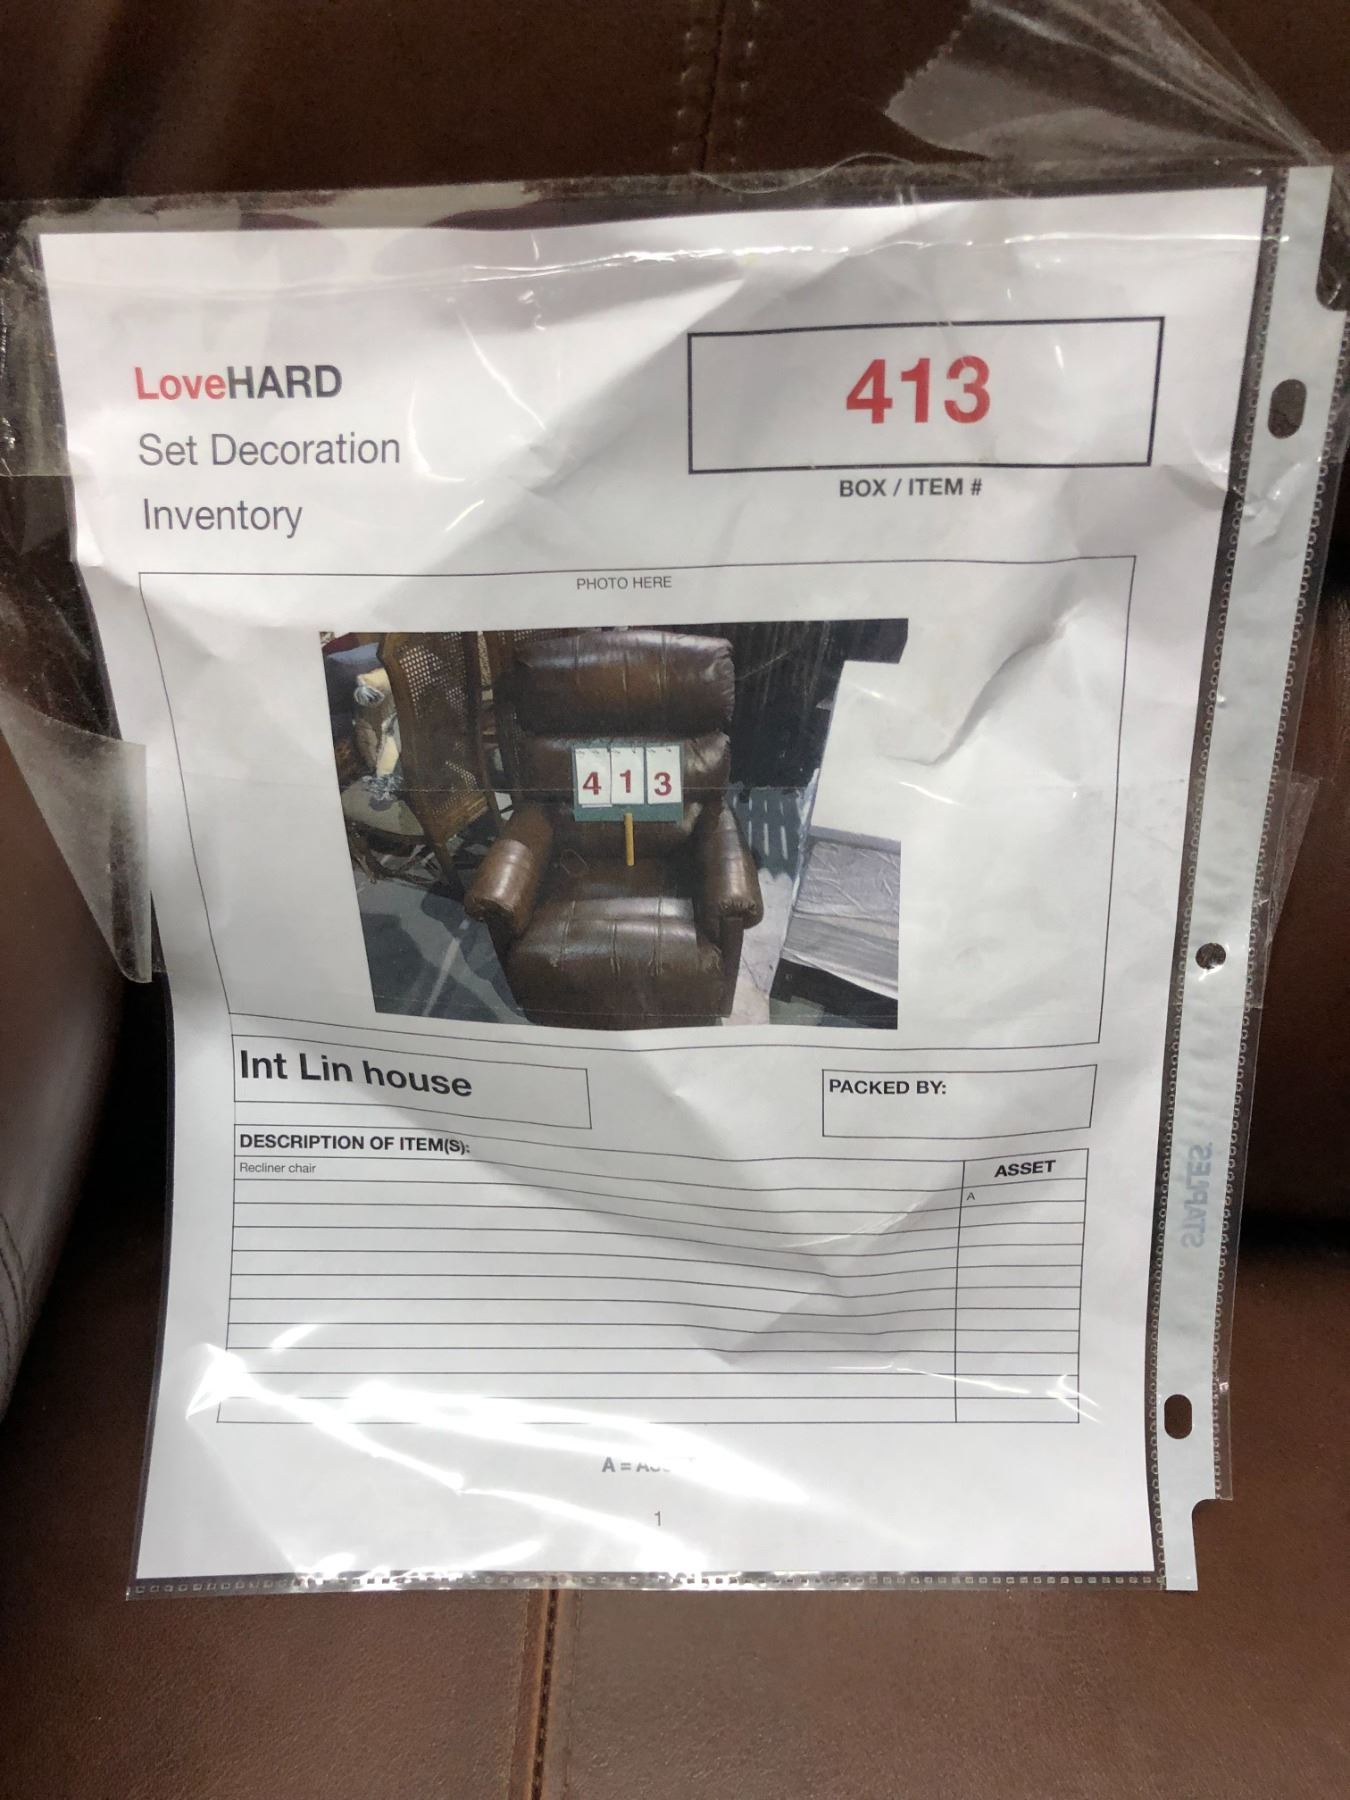 LoveHARD
Set Decoration
Inventory
413
BOX / ITEM #
PHOTO HERE
4 1 3
Int Lin house
PACKED BY:
DESCRIPTION OF ITEM(S):
ASSET
Recliner chair
A
STAPLES
A =
1